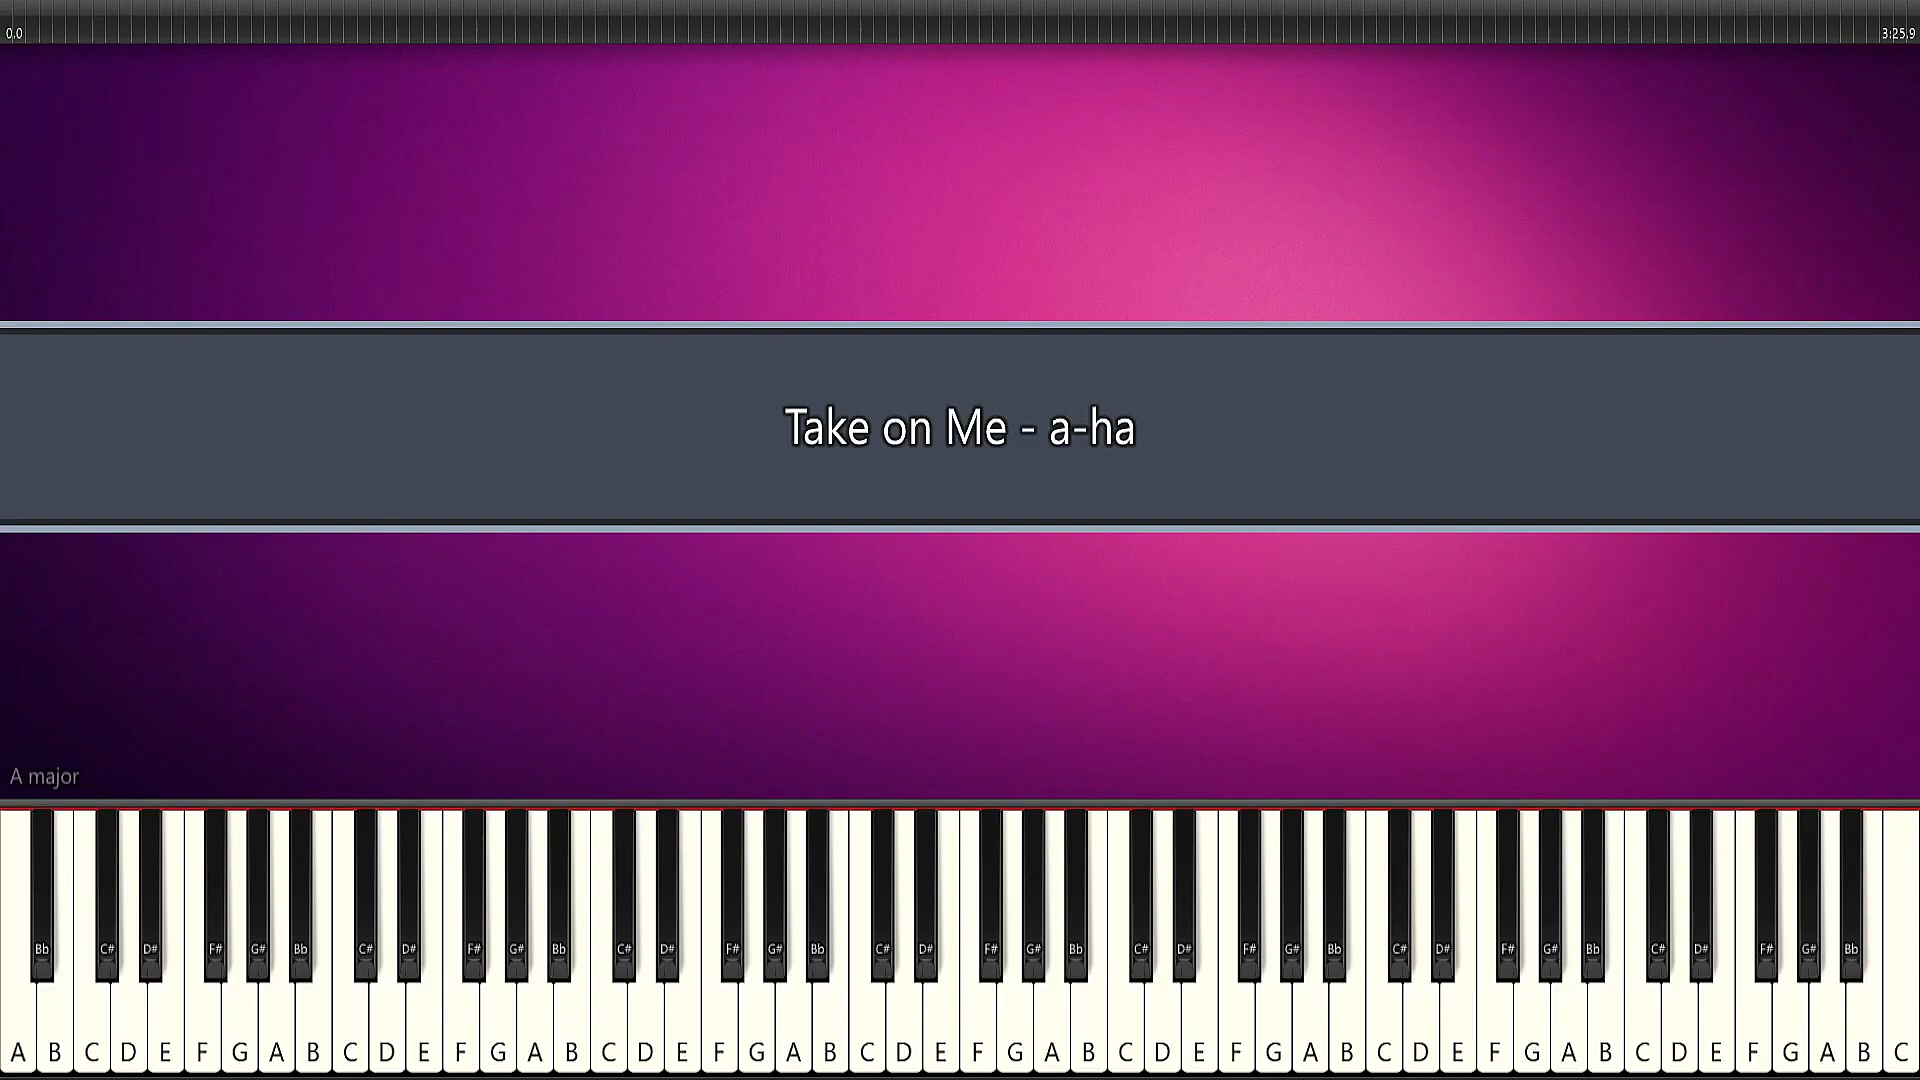 0,0 3:25,9
Take on Me - a-ha
A major
Bb C# D# F# G# Bb C# D# F# G# Bb C# D# F# G# Bb C# D# F# G# Bb C# D# F# G# Bb C# D# F# G# Bb C# D# F# G# Bb
A B C D E F G A B C D E F G A B C D E F G A B C D E F G A B C D E F G A B C D E F G A B C D E F G A B C